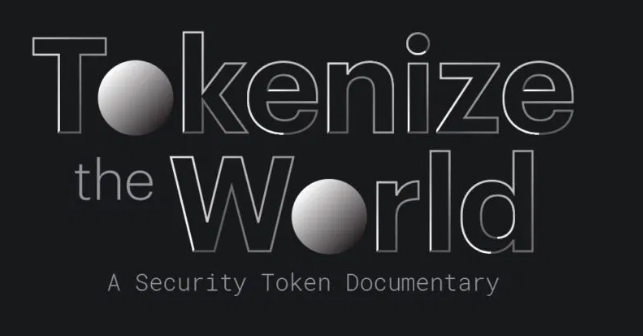 Tokenize
the World
A Security Token Documentary